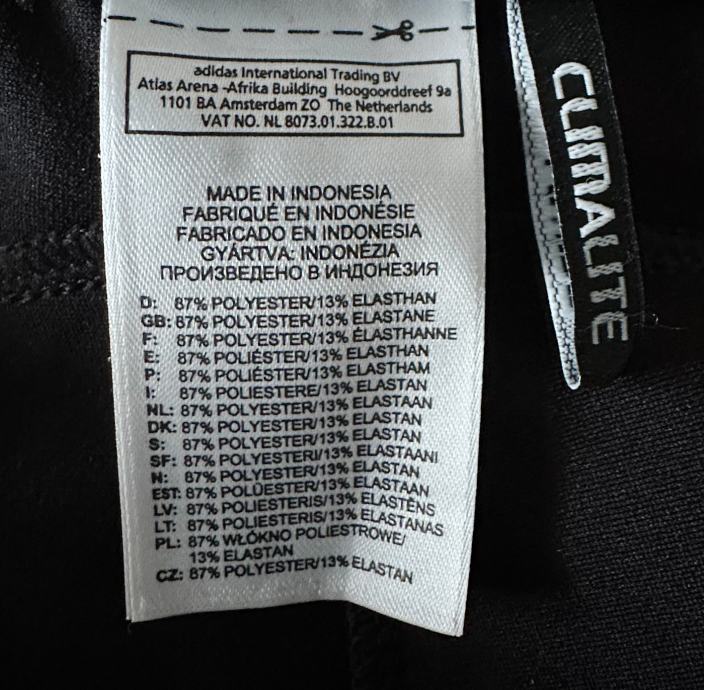 adidas International Trading BV
Atlas Arena -Afrika Building Hoogoorddreef 9a
1101 BA Amsterdam ZO The Netherlands
VAT NO. NL 8073.01.322.B.01
MADE IN INDONESIA
FABRIQUÉ EN INDONÉSIE
FABRICADO EN INDONESIA
GYÁRTVA: INDONÉZIA
ПРОИЗВЕДЕНО В ИНДОНЕЗИЯ
D: 87% POLYESTER/13% ELASTHAN
GB: 87% POLYESTER/13% ELASTANE
F: 87% POLYESTER/13% ÉLASTHANNE
E: 87% POLIÉSTER/13% ELASTHAN
P: 87% POLIÉSTER/13% ELASTHAM
I: 87% POLIESTERE/13% ELASTAN
NL: 87% POLYESTER/13% ELASTAAN
DK: 87% POLYESTER/13% ELASTAN
S: 87% POLYESTER/13% ELASTAN
SF: 87% POLYESTERI/13% ELASTAANI
N: 87% POLYESTER/13% ELASTAN
EST: 87% POLÜESTER/13% ELASTAAN
LV: 87% POLIESTERIS/13% ELASTĒNS
LT: 87% POLIESTERIS/13% ELASTANAS
PL: 87% WŁÓKNO POLIESTROWE/
13% ELASTAN
CZ: 87% POLYESTER/13% ELASTAN
CLIMALITE